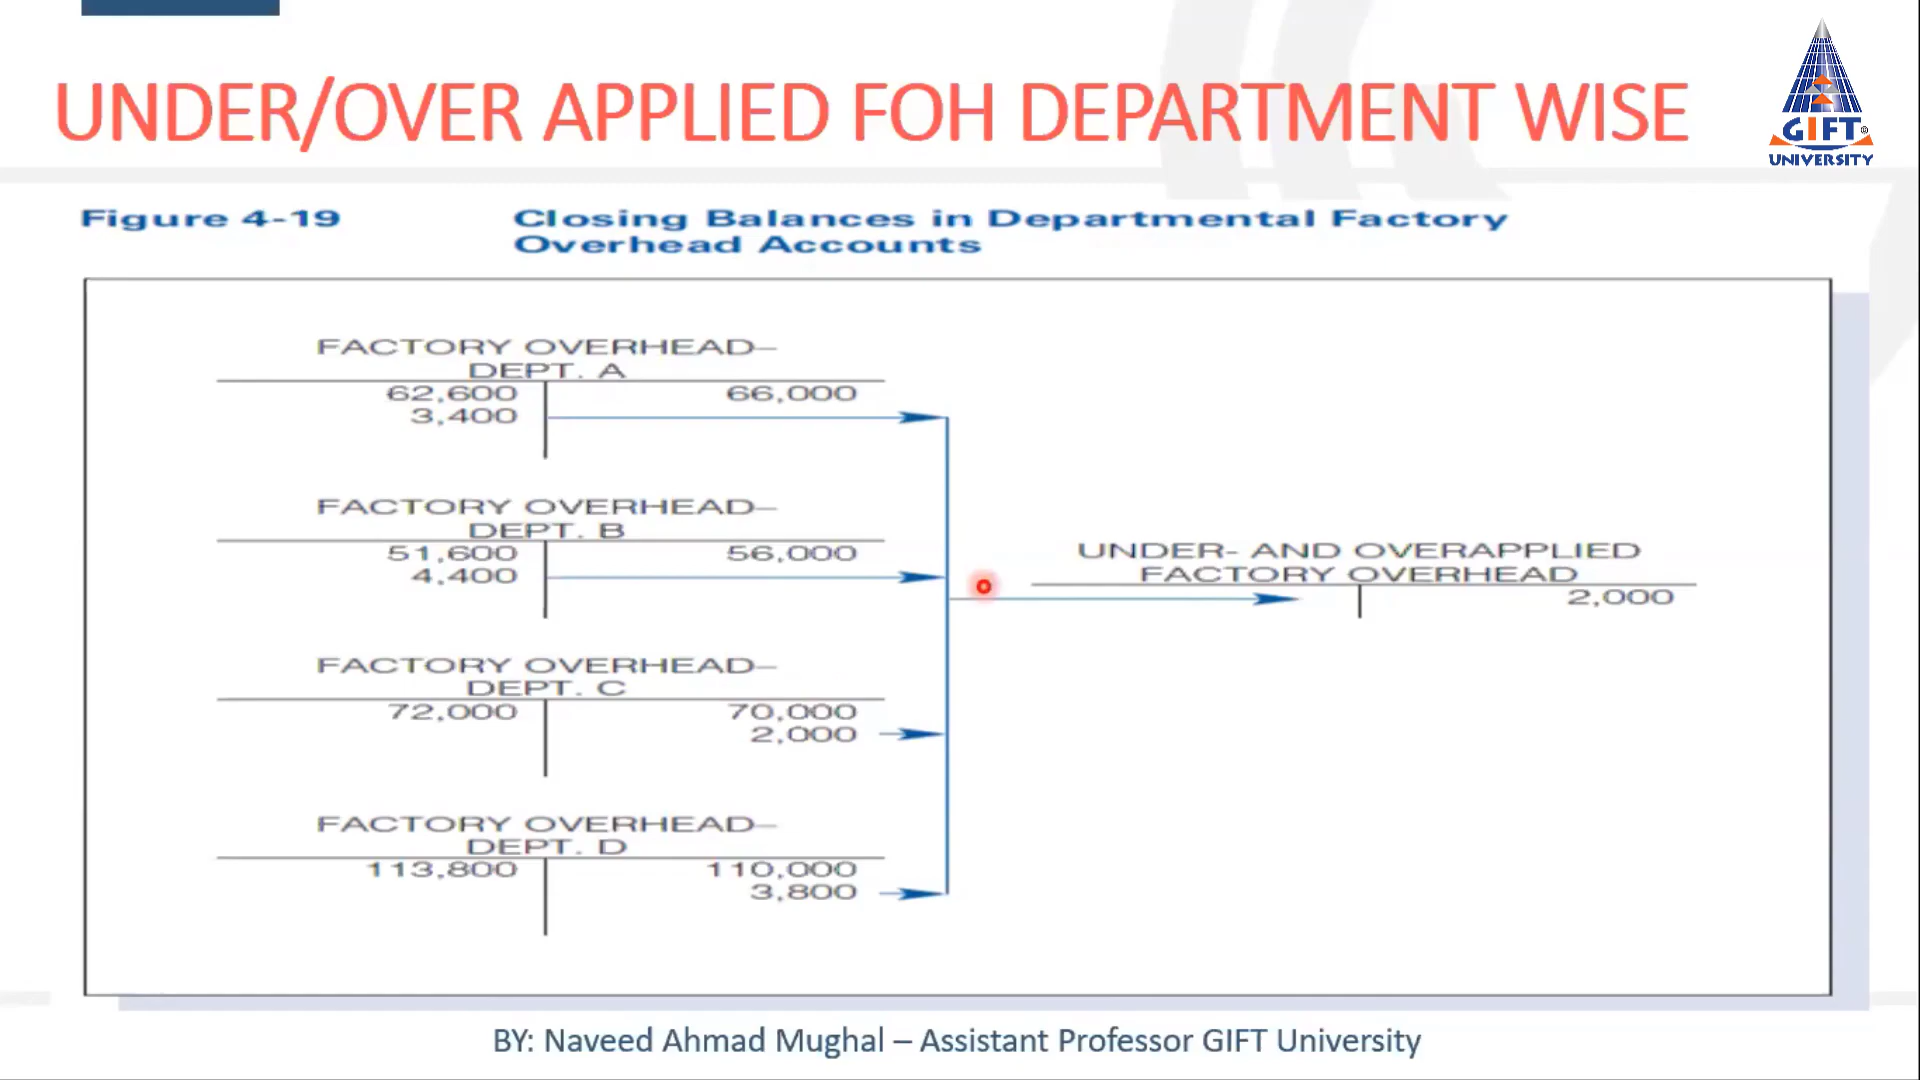 UNDER/OVER APPLIED FOH DEPARTMENT WISE
GIFT®
UNIVERSITY
Figure 4-19
Closing Balances in Departmental Factory
Overhead Accounts
FACTORY OVERHEAD–
DEPT. A
62,600 66,000
3,400
FACTORY OVERHEAD–
DEPT. B
51,600 56,000
4,400
UNDER- AND OVERAPPLIED
FACTORY OVERHEAD
2,000
FACTORY OVERHEAD–
DEPT. C
72,000 70,000
2,000
FACTORY OVERHEAD–
DEPT. D
113,800 110,000
3,800
BY: Naveed Ahmad Mughal – Assistant Professor GIFT University